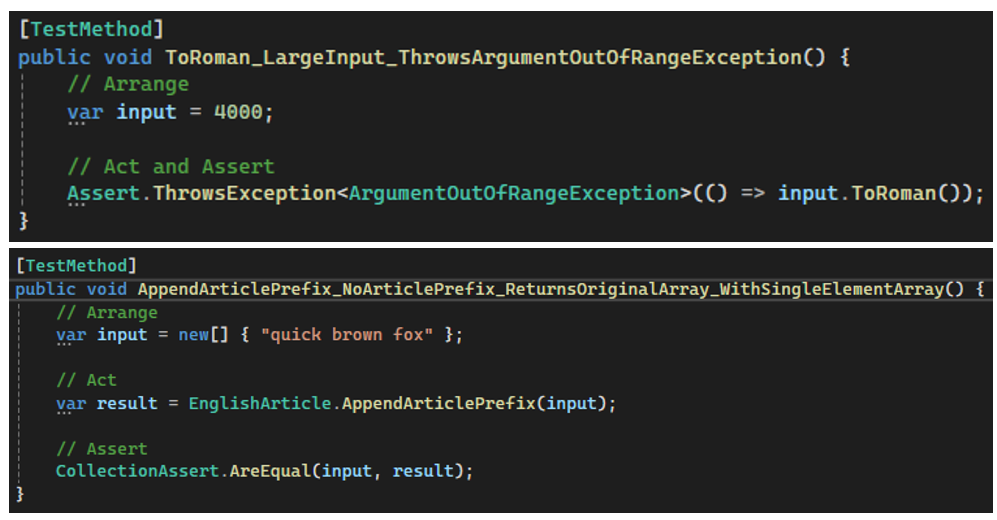 [TestMethod]
public void ToRoman_LargeInput_ThrowsArgumentOutOfRangeException() {
// Arrange
var input = 4000;
// Act and Assert
Assert.ThrowsException<ArgumentOutOfRangeException>(() => input.ToRoman());
}
[TestMethod]
public void AppendArticlePrefix_NoArticlePrefix_ReturnsOriginalArray_WithSingleElementArray() {
// Arrange
var input = new[] { "quick brown fox" };
// Act
var result = EnglishArticle.AppendArticlePrefix(input);
// Assert
CollectionAssert.AreEqual(input, result);
}